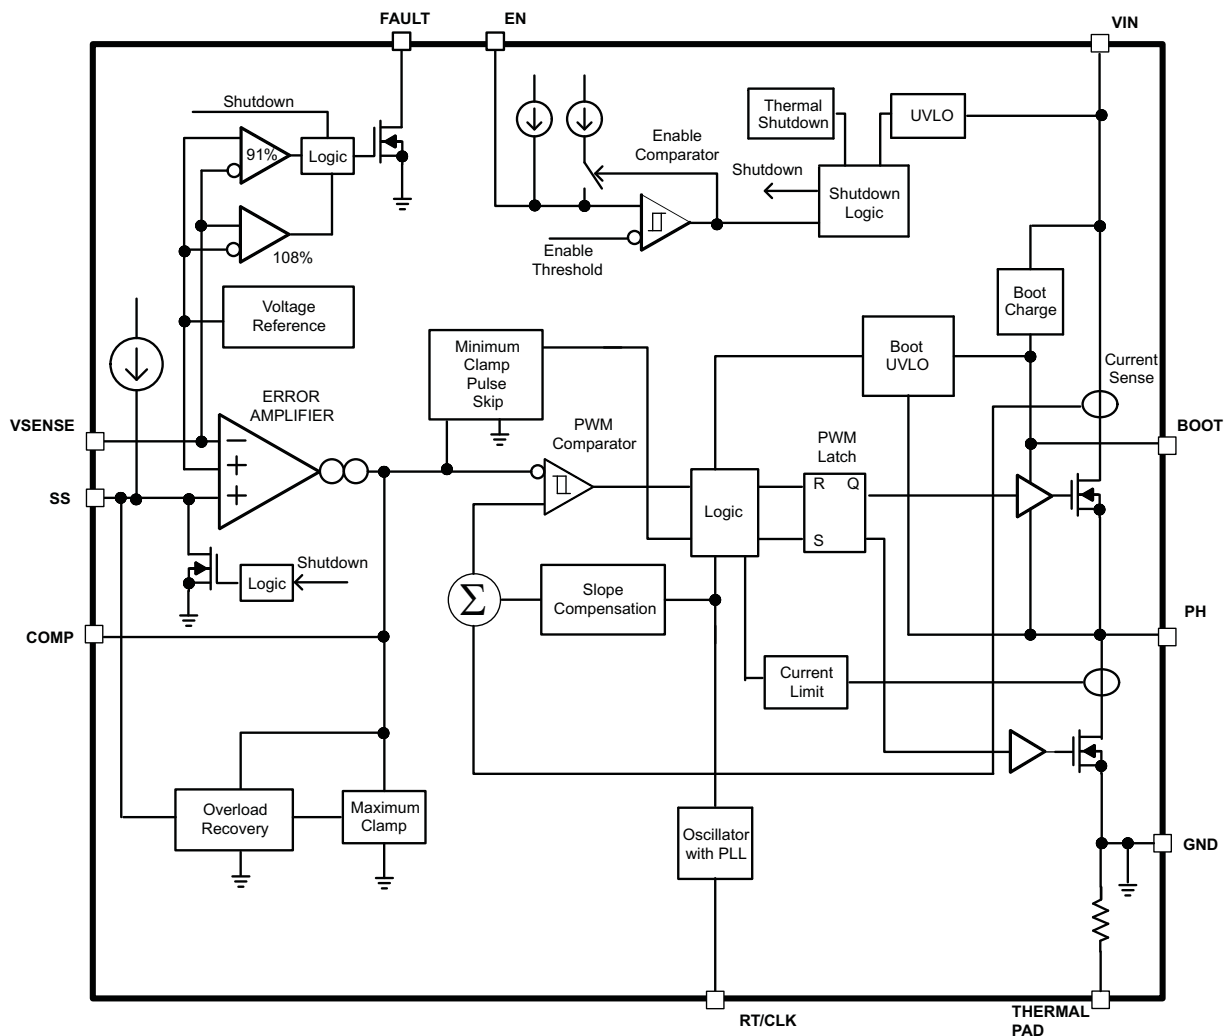 FAULT
EN
VIN
Shutdown
91%
Logic
108%
Enable
Comparator
Thermal
Shutdown
UVLO
Shutdown
Shutdown
Logic
Enable
Threshold
Voltage
Reference
Boot
Charge
Minimum
Clamp
Pulse
Skip
Boot
UVLO
Current
Sense
ERROR
AMPLIFIER
VSENSE
SS
−
+
+
PWM
Comparator
PWM
Latch
BOOT
R Q
S
Logic
Shutdown
Logic
Σ
Slope
Compensation
COMP
PH
Current
Limit
Overload
Recovery
Maximum
Clamp
Oscillator
with PLL
GND
RT/CLK
THERMAL
PAD